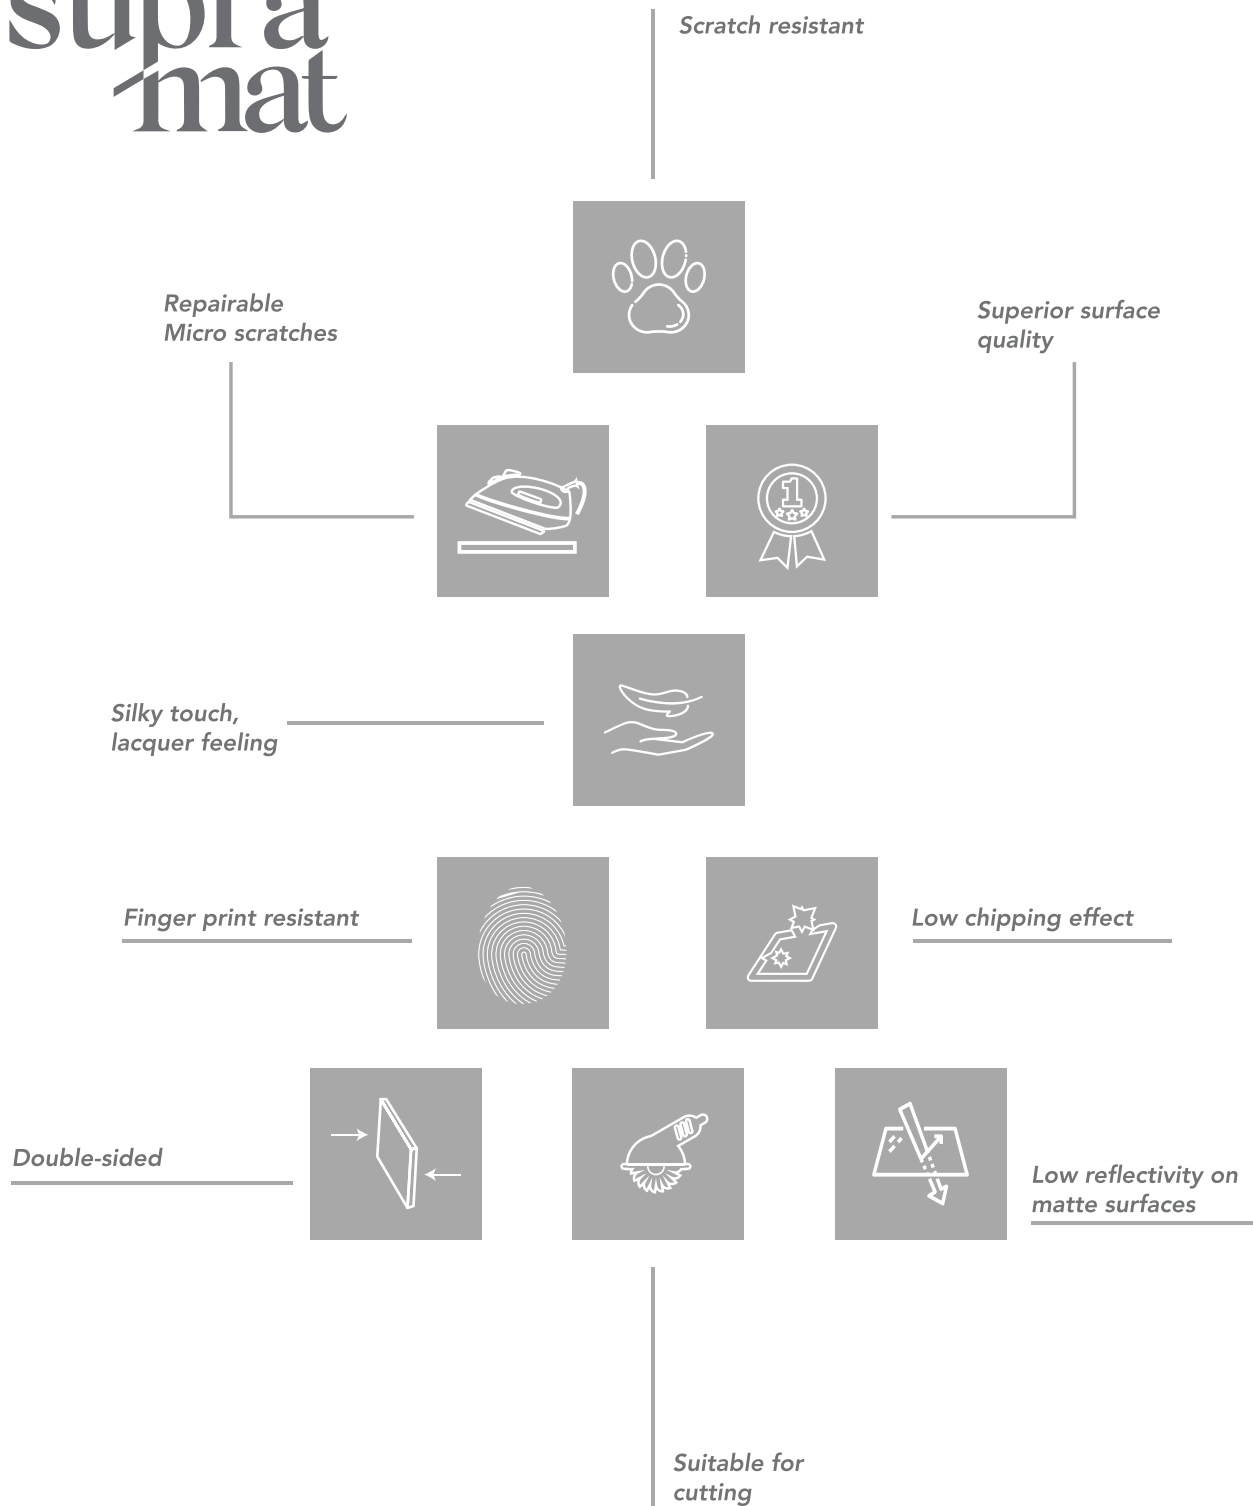 supra
mat
Scratch resistant
Repairable
Micro scratches
Superior surface
quality
1
Silky touch,
lacquer feeling
Finger print resistant
Low chipping effect
Double-sided
Low reflectivity on
matte surfaces
Suitable for
cutting